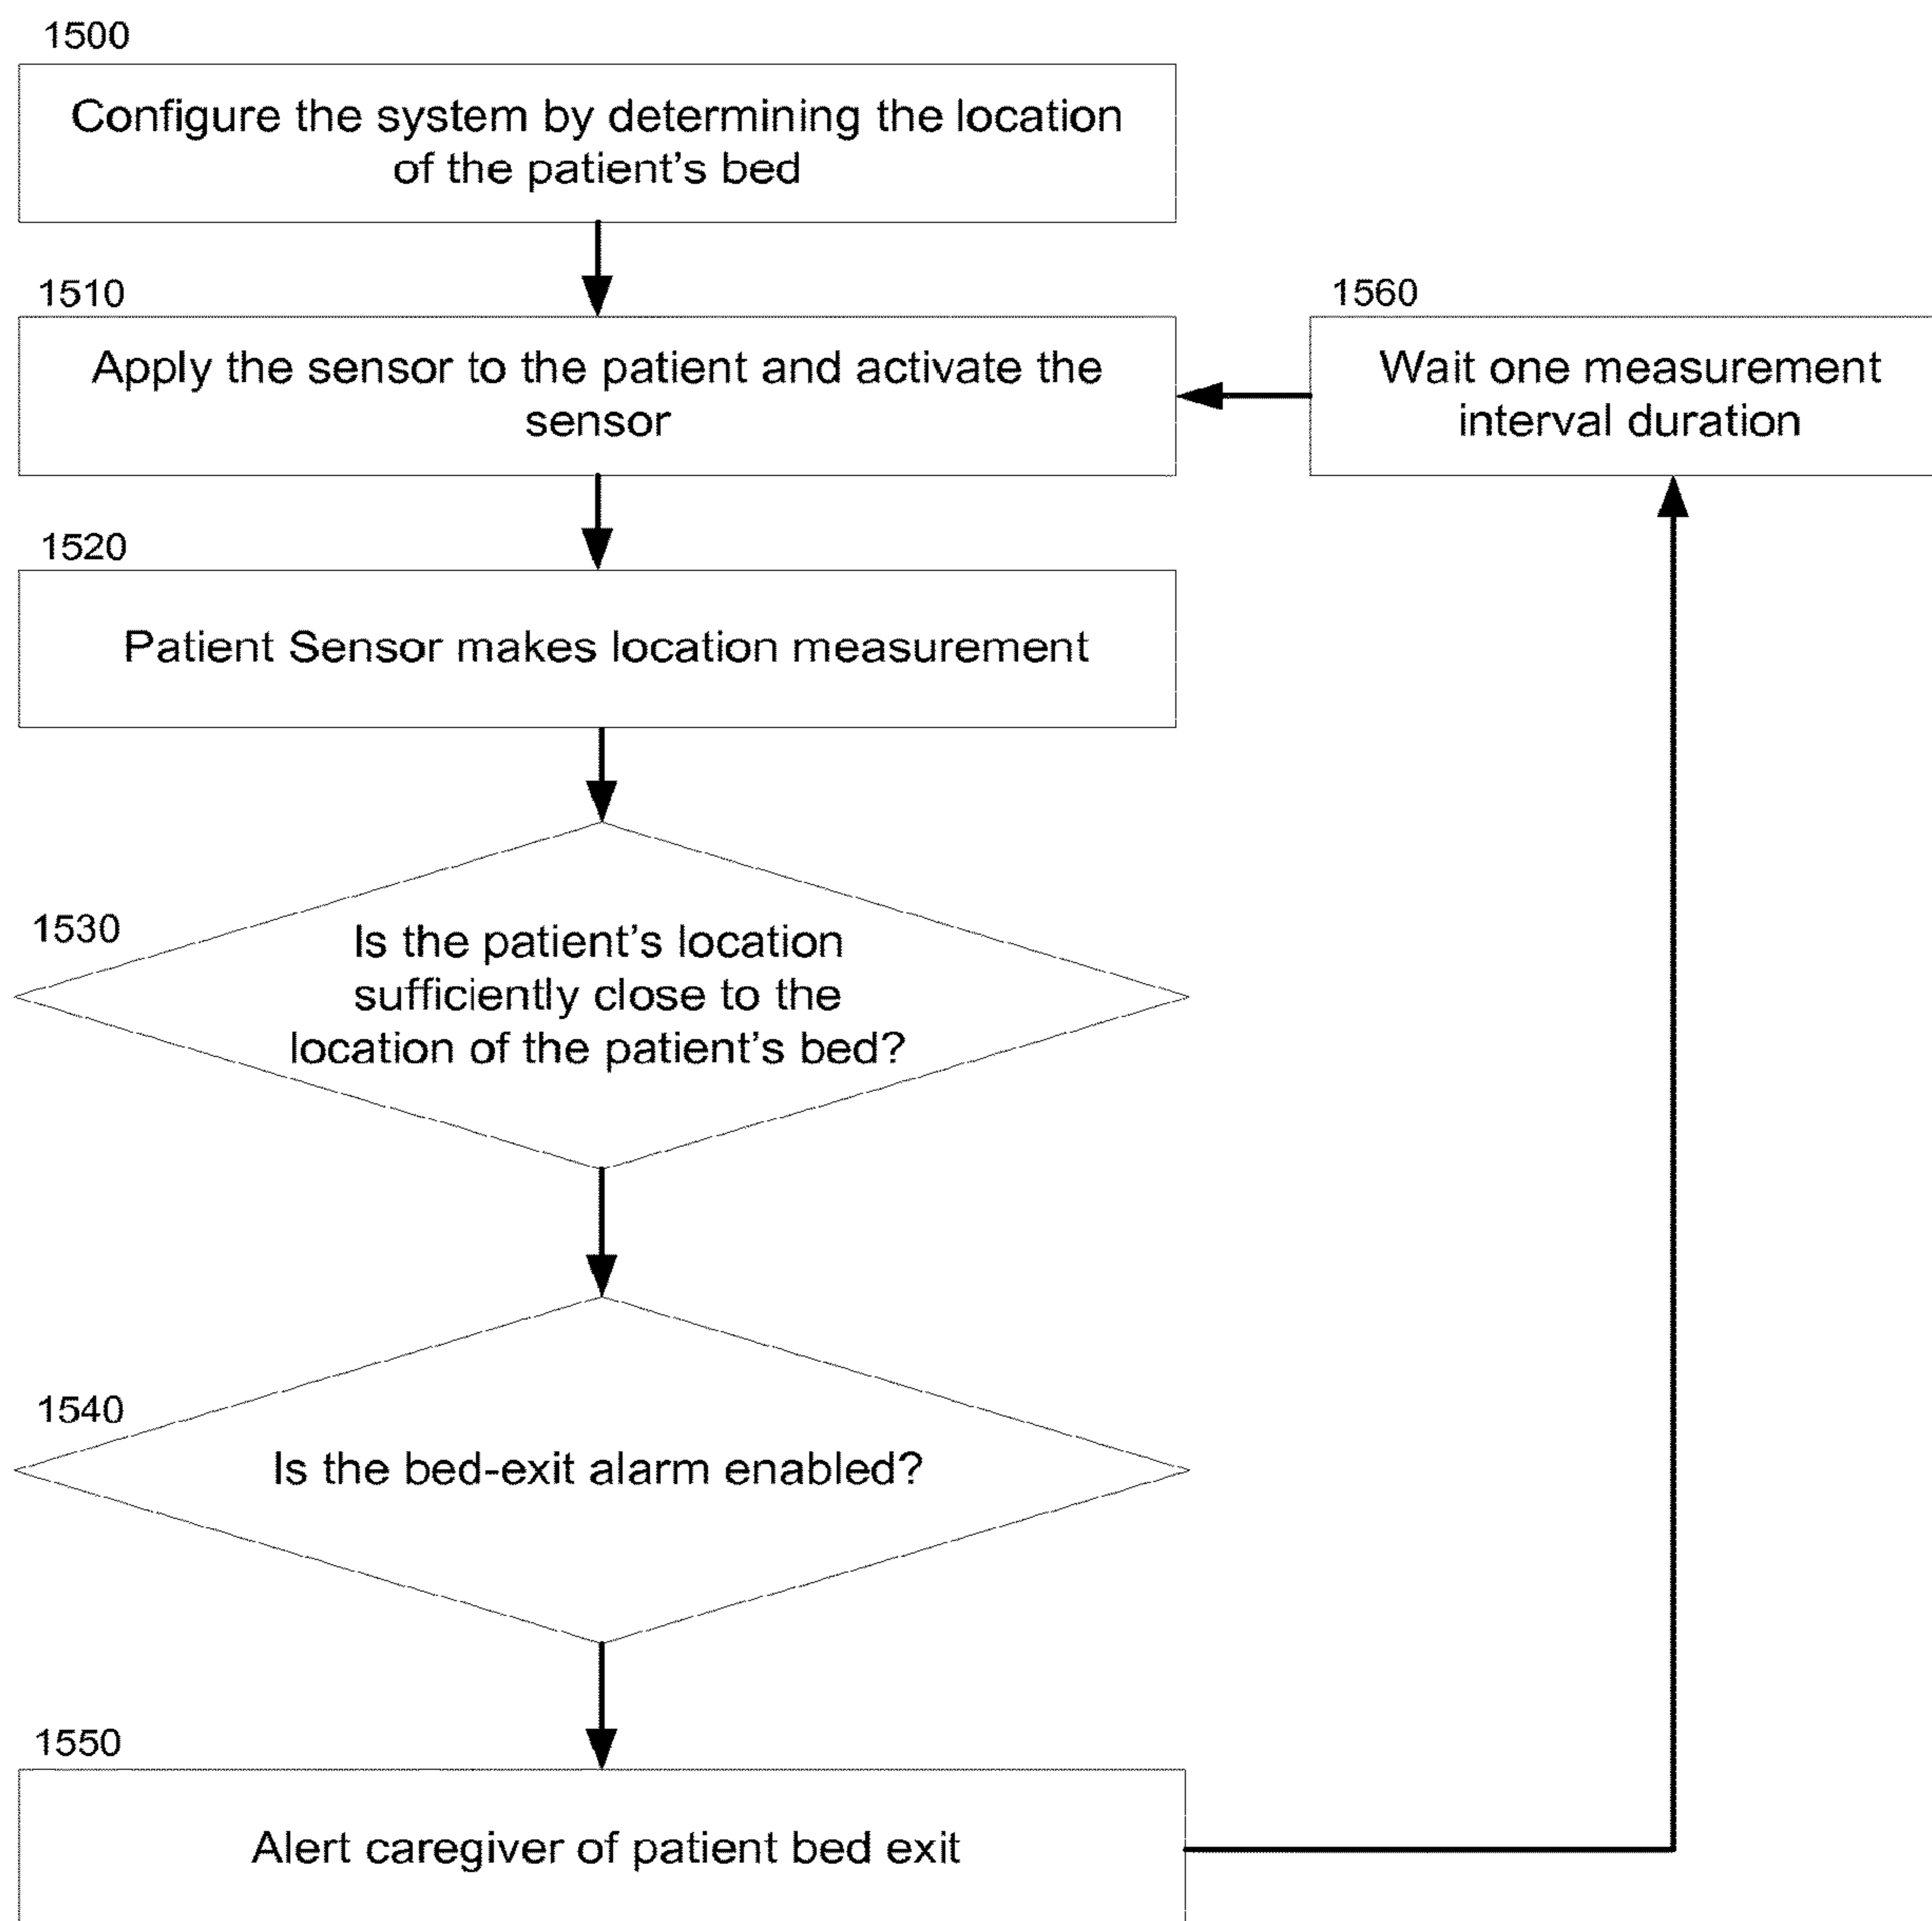 1500
Configure the system by determining the location
of the patient's bed
1510
Apply the sensor to the patient and activate the
sensor
1560
Wait one measurement
interval duration
1520
Patient Sensor makes location measurement
1530
Is the patient's location
sufficiently close to the
location of the patient's bed?
1540
Is the bed-exit alarm enabled?
1550
Alert caregiver of patient bed exit